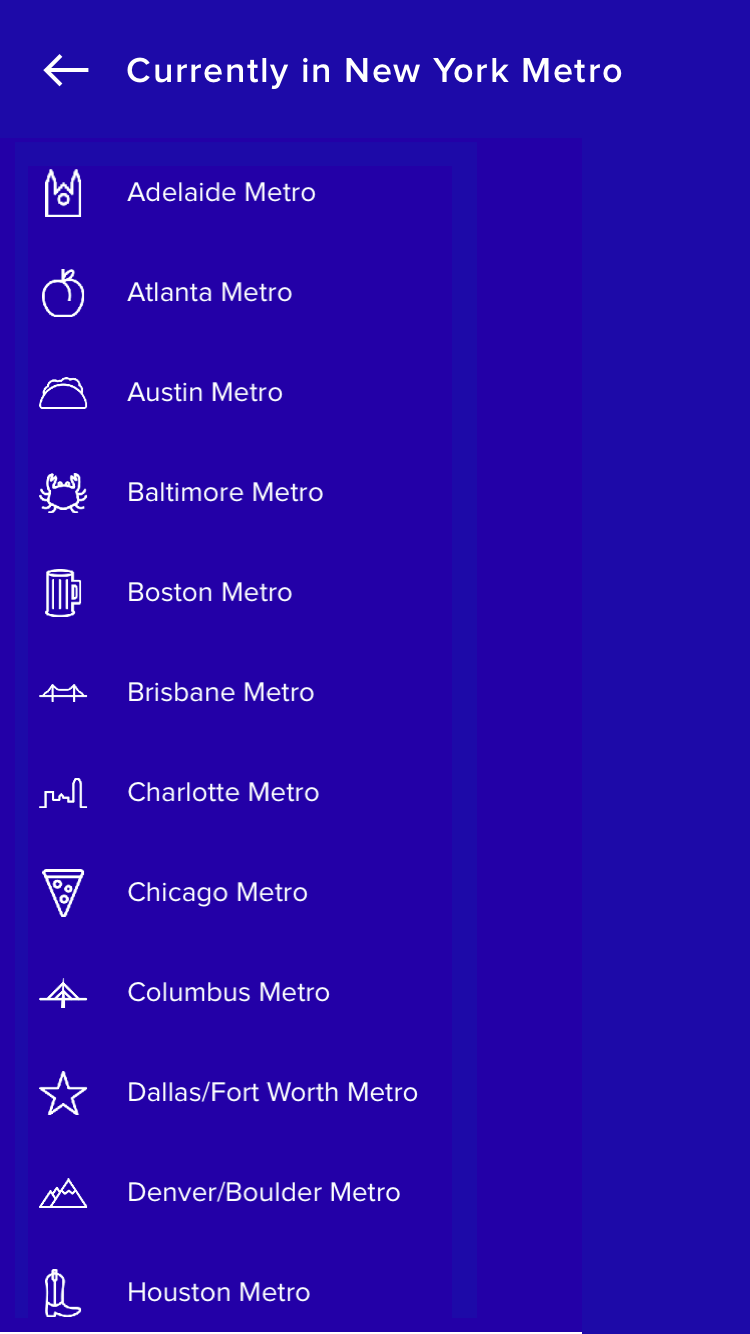 Currently in New York Metro
Adelaide Metro
Atlanta Metro
Austin Metro
Baltimore Metro
Boston Metro
Brisbane Metro
Charlotte Metro
Chicago Metro
Columbus Metro
Dallas/Fort Worth Metro
Denver/Boulder Metro
Houston Metro